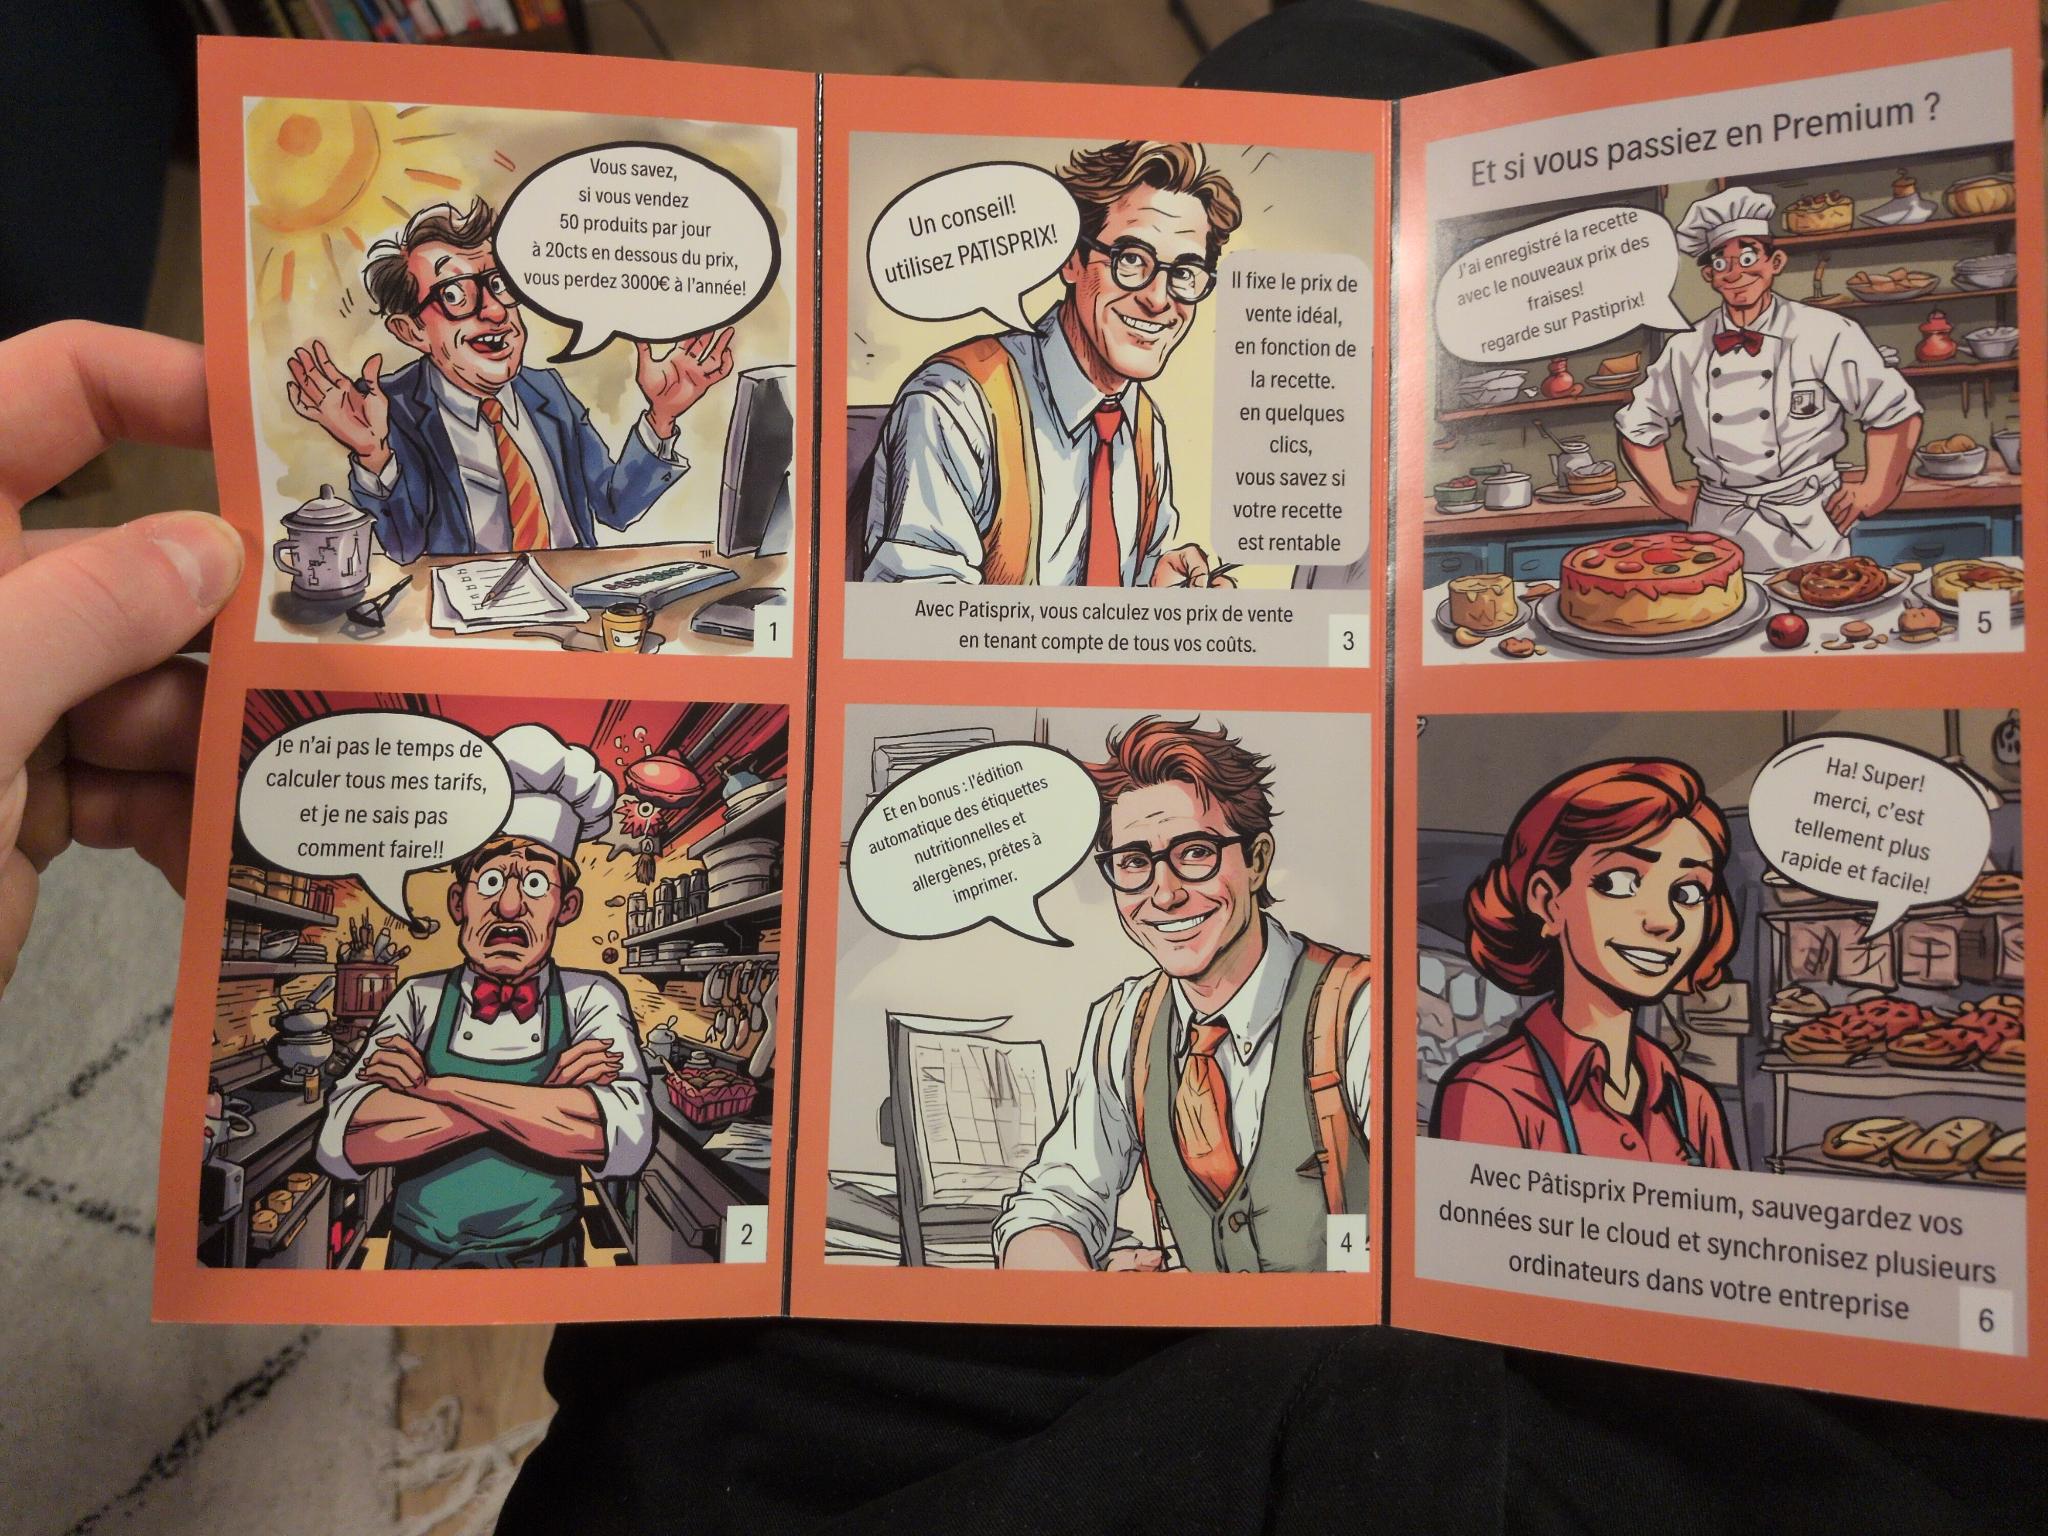 Vous savez,
si vous vendez
50 produits par jour
à 20cts en dessous du prix,
vous perdez 3000€ à l'année!
1
je n'ai pas le temps de
calculer tous mes tarifs,
et je ne sais pas
comment faire!!
2
Un conseil!
utilisez PATISPRIX!
Il fixe le prix de
vente idéal,
en fonction de
la recette.
en quelques
clics,
vous savez si
votre recette
est rentable
Avec Patisprix, vous calculez vos prix de vente
en tenant compte de tous vos coûts.
3
Et en bonus : l'édition
automatique des étiquettes
nutritionnelles et
allergènes, prêtes à
imprimer.
4
Et si vous passiez en Premium ?
J'ai enregistré la recette
avec le nouveaux prix des
fraises!
regarde sur Pastiprix!
5
Ha! Super!
merci, c'est
tellement plus
rapide et facile!
Avec Pâtisprix Premium, sauvegardez vos
données sur le cloud et synchronisez plusieurs
ordinateurs dans votre entreprise
6